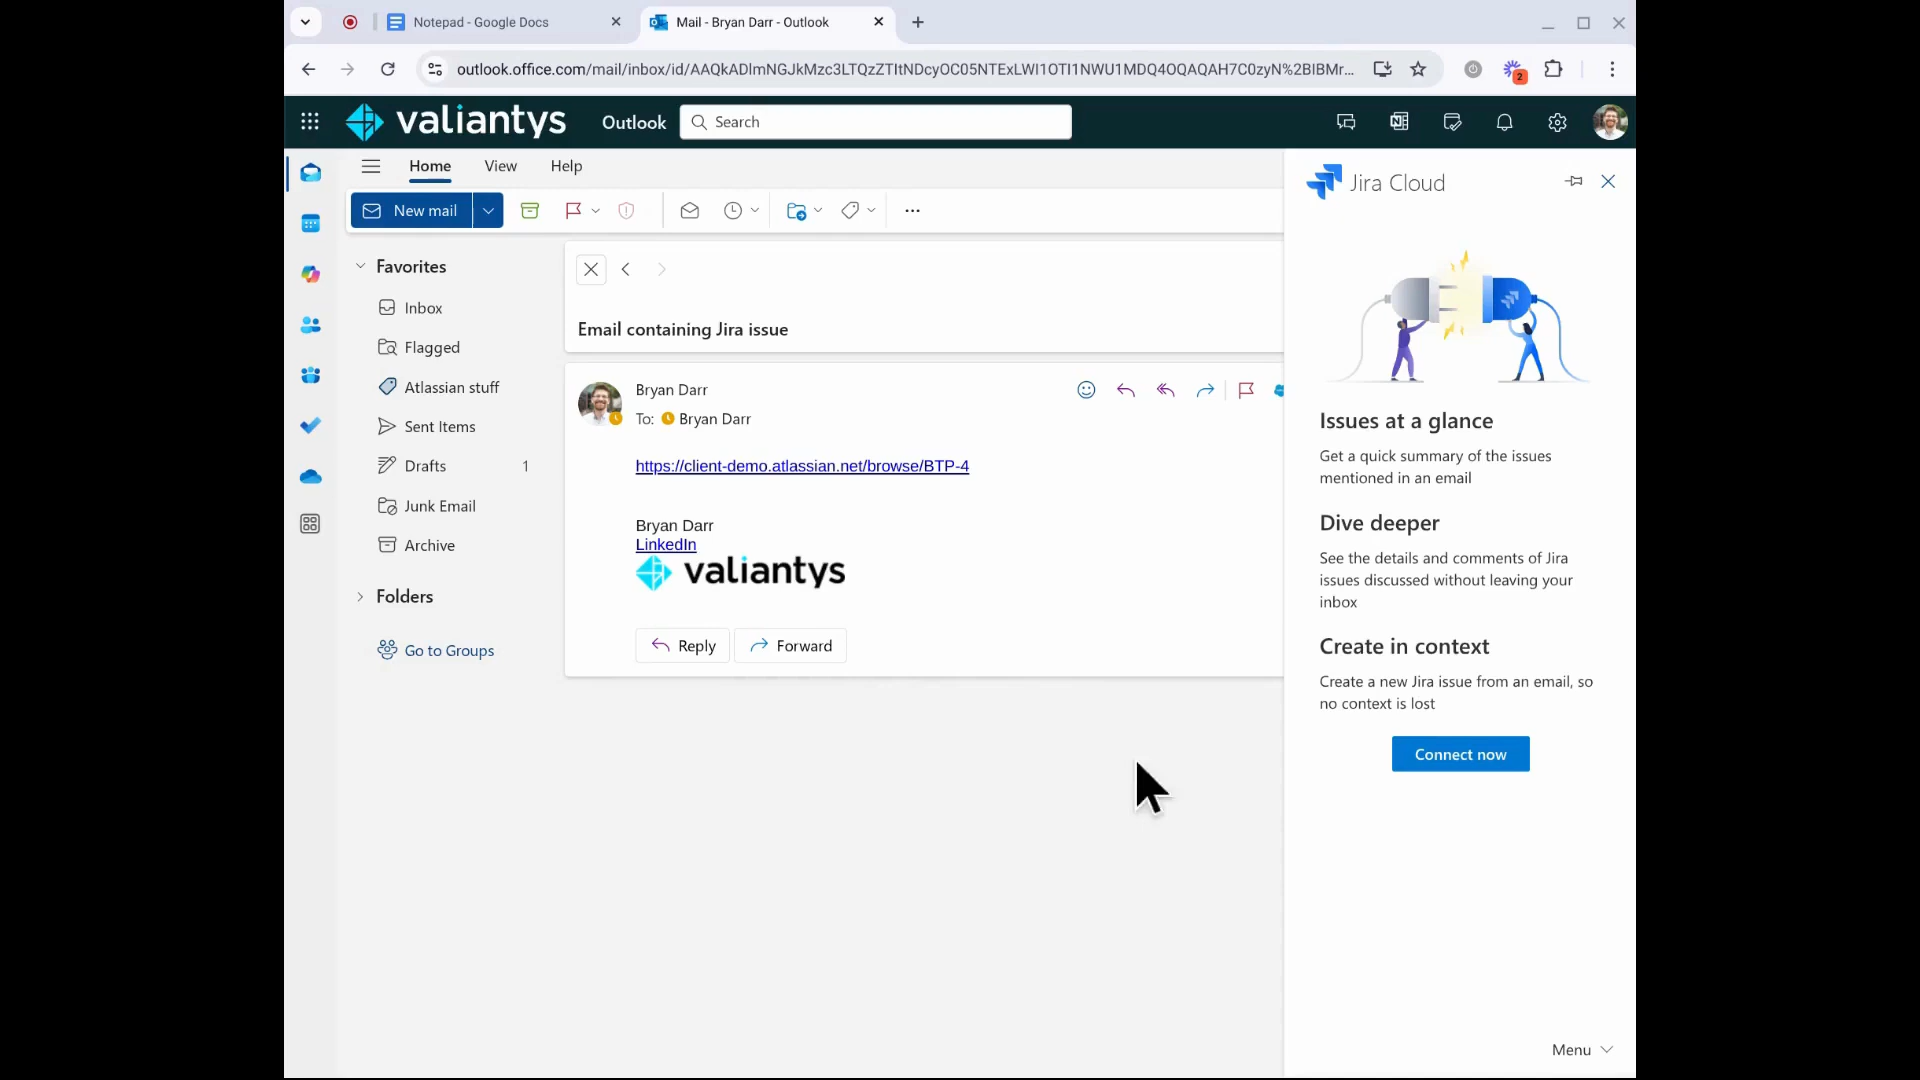 Notepad - Google Docs
Mail - Bryan Darr - Outlook
outlook.office.com/mail/inbox/id/AAQkADlmNGJkMzc3LTQzZTItNDcyOC05NTExLWI1OTI1NWU1MDQ4OQAQAH7C0zyN%2BIBMr...
2
valiantys
Outlook
Search
Home
View
Help
Jira Cloud
New mail
Favorites
Inbox
Flagged
Atlassian stuff
Sent Items
Drafts 1
Junk Email
Archive
Folders
Go to Groups
Email containing Jira issue
Bryan Darr
To: Bryan Darr
https://client-demo.atlassian.net/browse/BTP-4
Bryan Darr
LinkedIn
valiantys
Reply
Forward
Issues at a glance
Get a quick summary of the issues
mentioned in an email
Dive deeper
See the details and comments of Jira
issues discussed without leaving your
inbox
Create in context
Create a new Jira issue from an email, so
no context is lost
Connect now
Menu